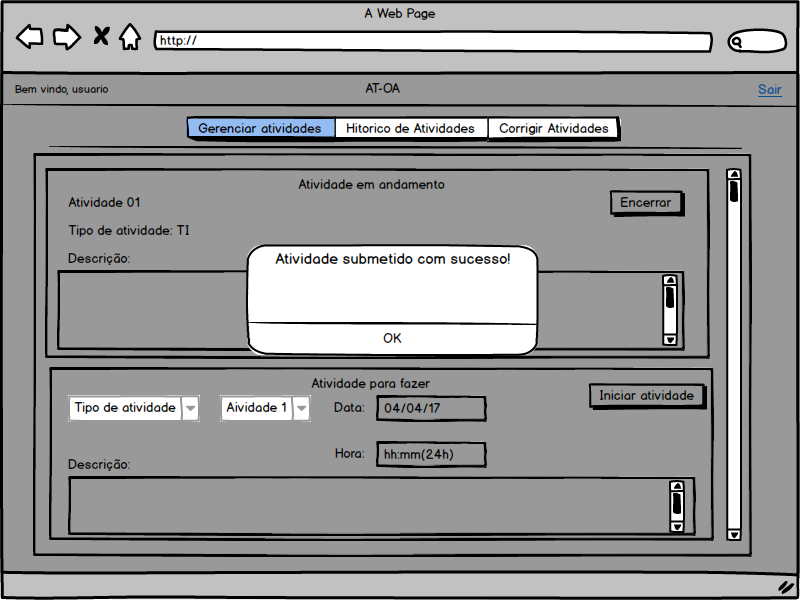 A Web Page
http://
Bem vindo, usuario
AT-OA
Sair
Gerenciar atividades
Hitorico de Atividades
Corrigir Atividades
Atividade em andamento
Atividade 01
Encerrar
Tipo de atividade: TI
Descrição:
Atividade submetido com sucesso!
OK
Atividade para fazer
Iniciar atividade
Tipo de atividade
Aividade 1
Data:
04/04/17
Hora:
hh:mm(24h)
Descrição: